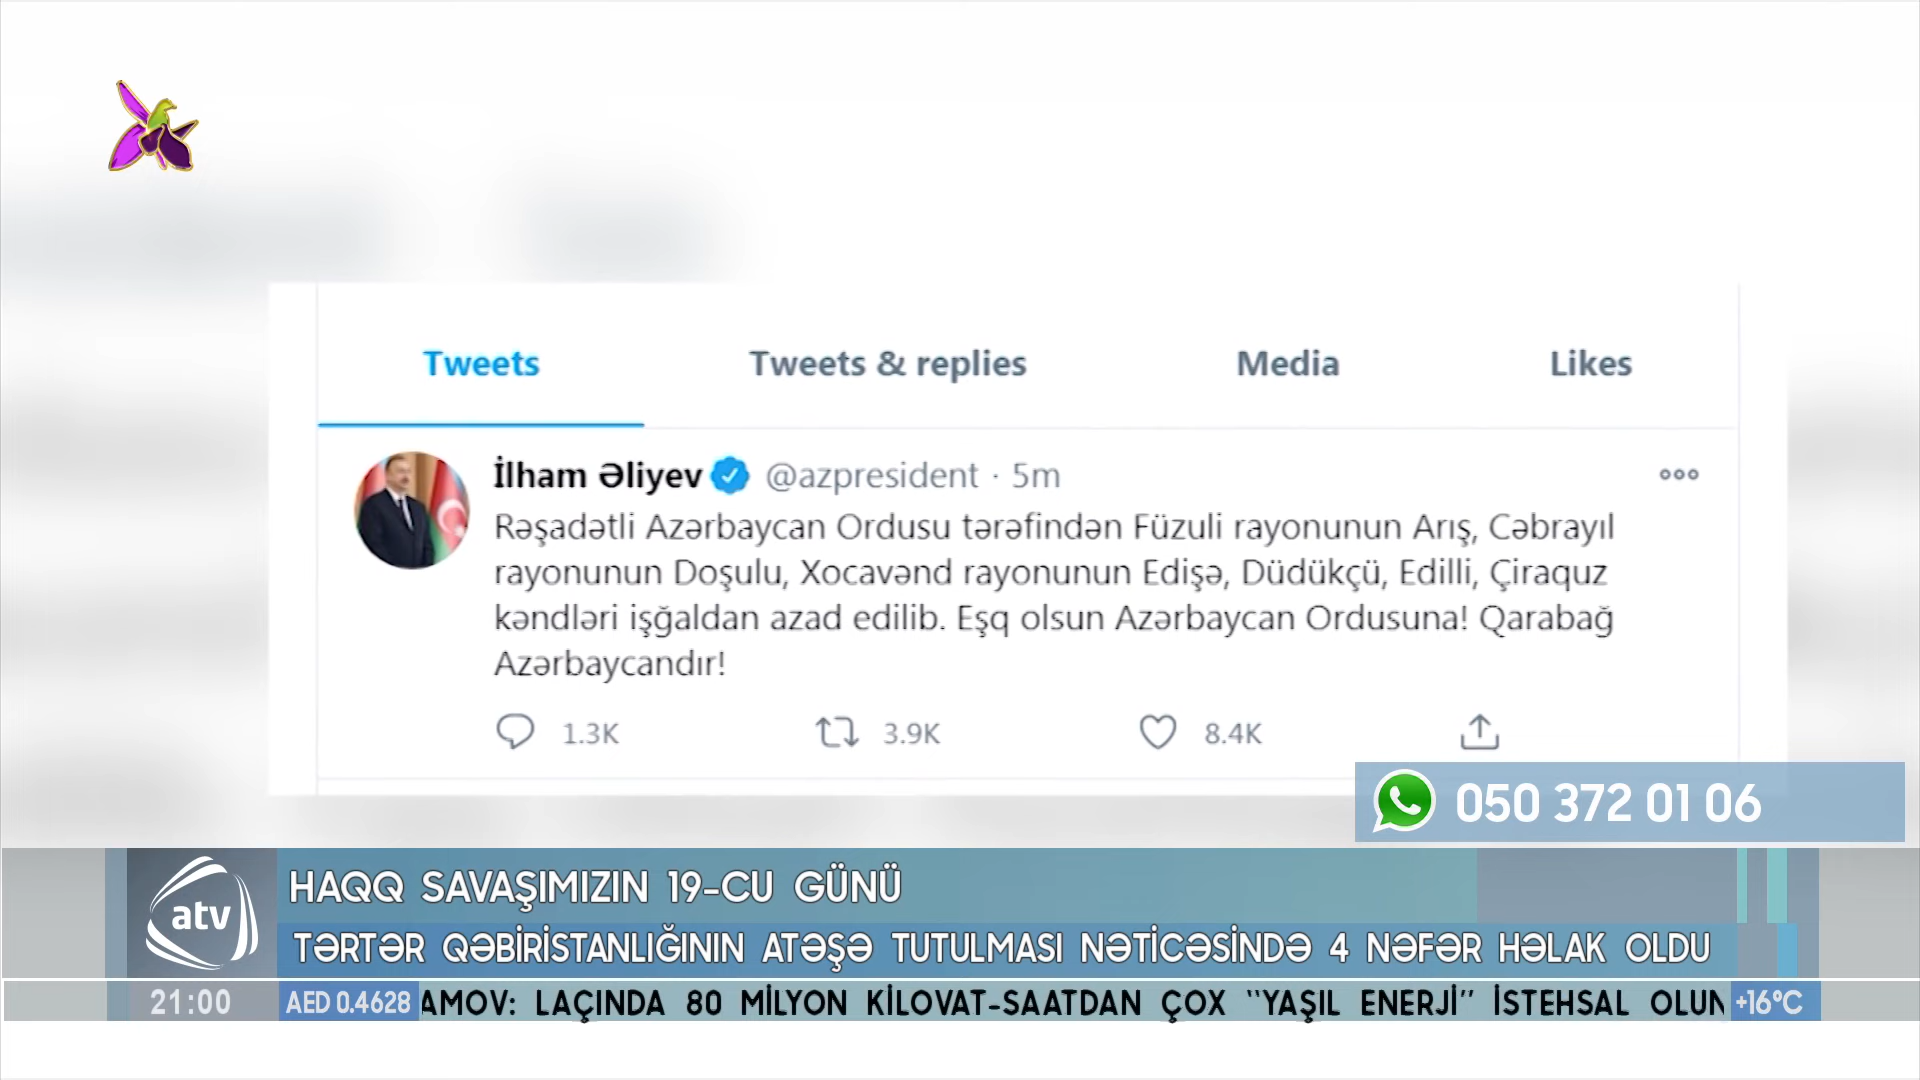 Tweets
Tweets & replies
Media
Likes
İlham Əliyev @azpresident · 5m
Rəşadətli Azərbaycan Ordusu tərəfindən Füzuli rayonunun Arış, Cəbrayıl
rayonunun Doşulu, Xocavənd rayonunun Edişə, Düdükçü, Edilli, Çiraquz
kəndləri işğaldan azad edilib. Eşq olsun Azərbaycan Ordusuna! Qarabağ
Azərbaycandır!
1.3K
3.9K
8.4K
050 372 01 06
atv
HAQQ SAVAŞIMIZIN 19-CU GÜNÜ
TƏRTƏR QƏBİRİSTANLIĞININ ATƏŞƏ TUTULMASI NƏTİCƏSİNDƏ 4 NƏFƏR HƏLAK OLDU
21:00
AED 0.4628
AMOV: LAÇINDA 80 MİLYON KİLOVAT-SAATDAN ÇOX "YAŞIL ENERJİ" İSTEHSAL OLUN
+16°C